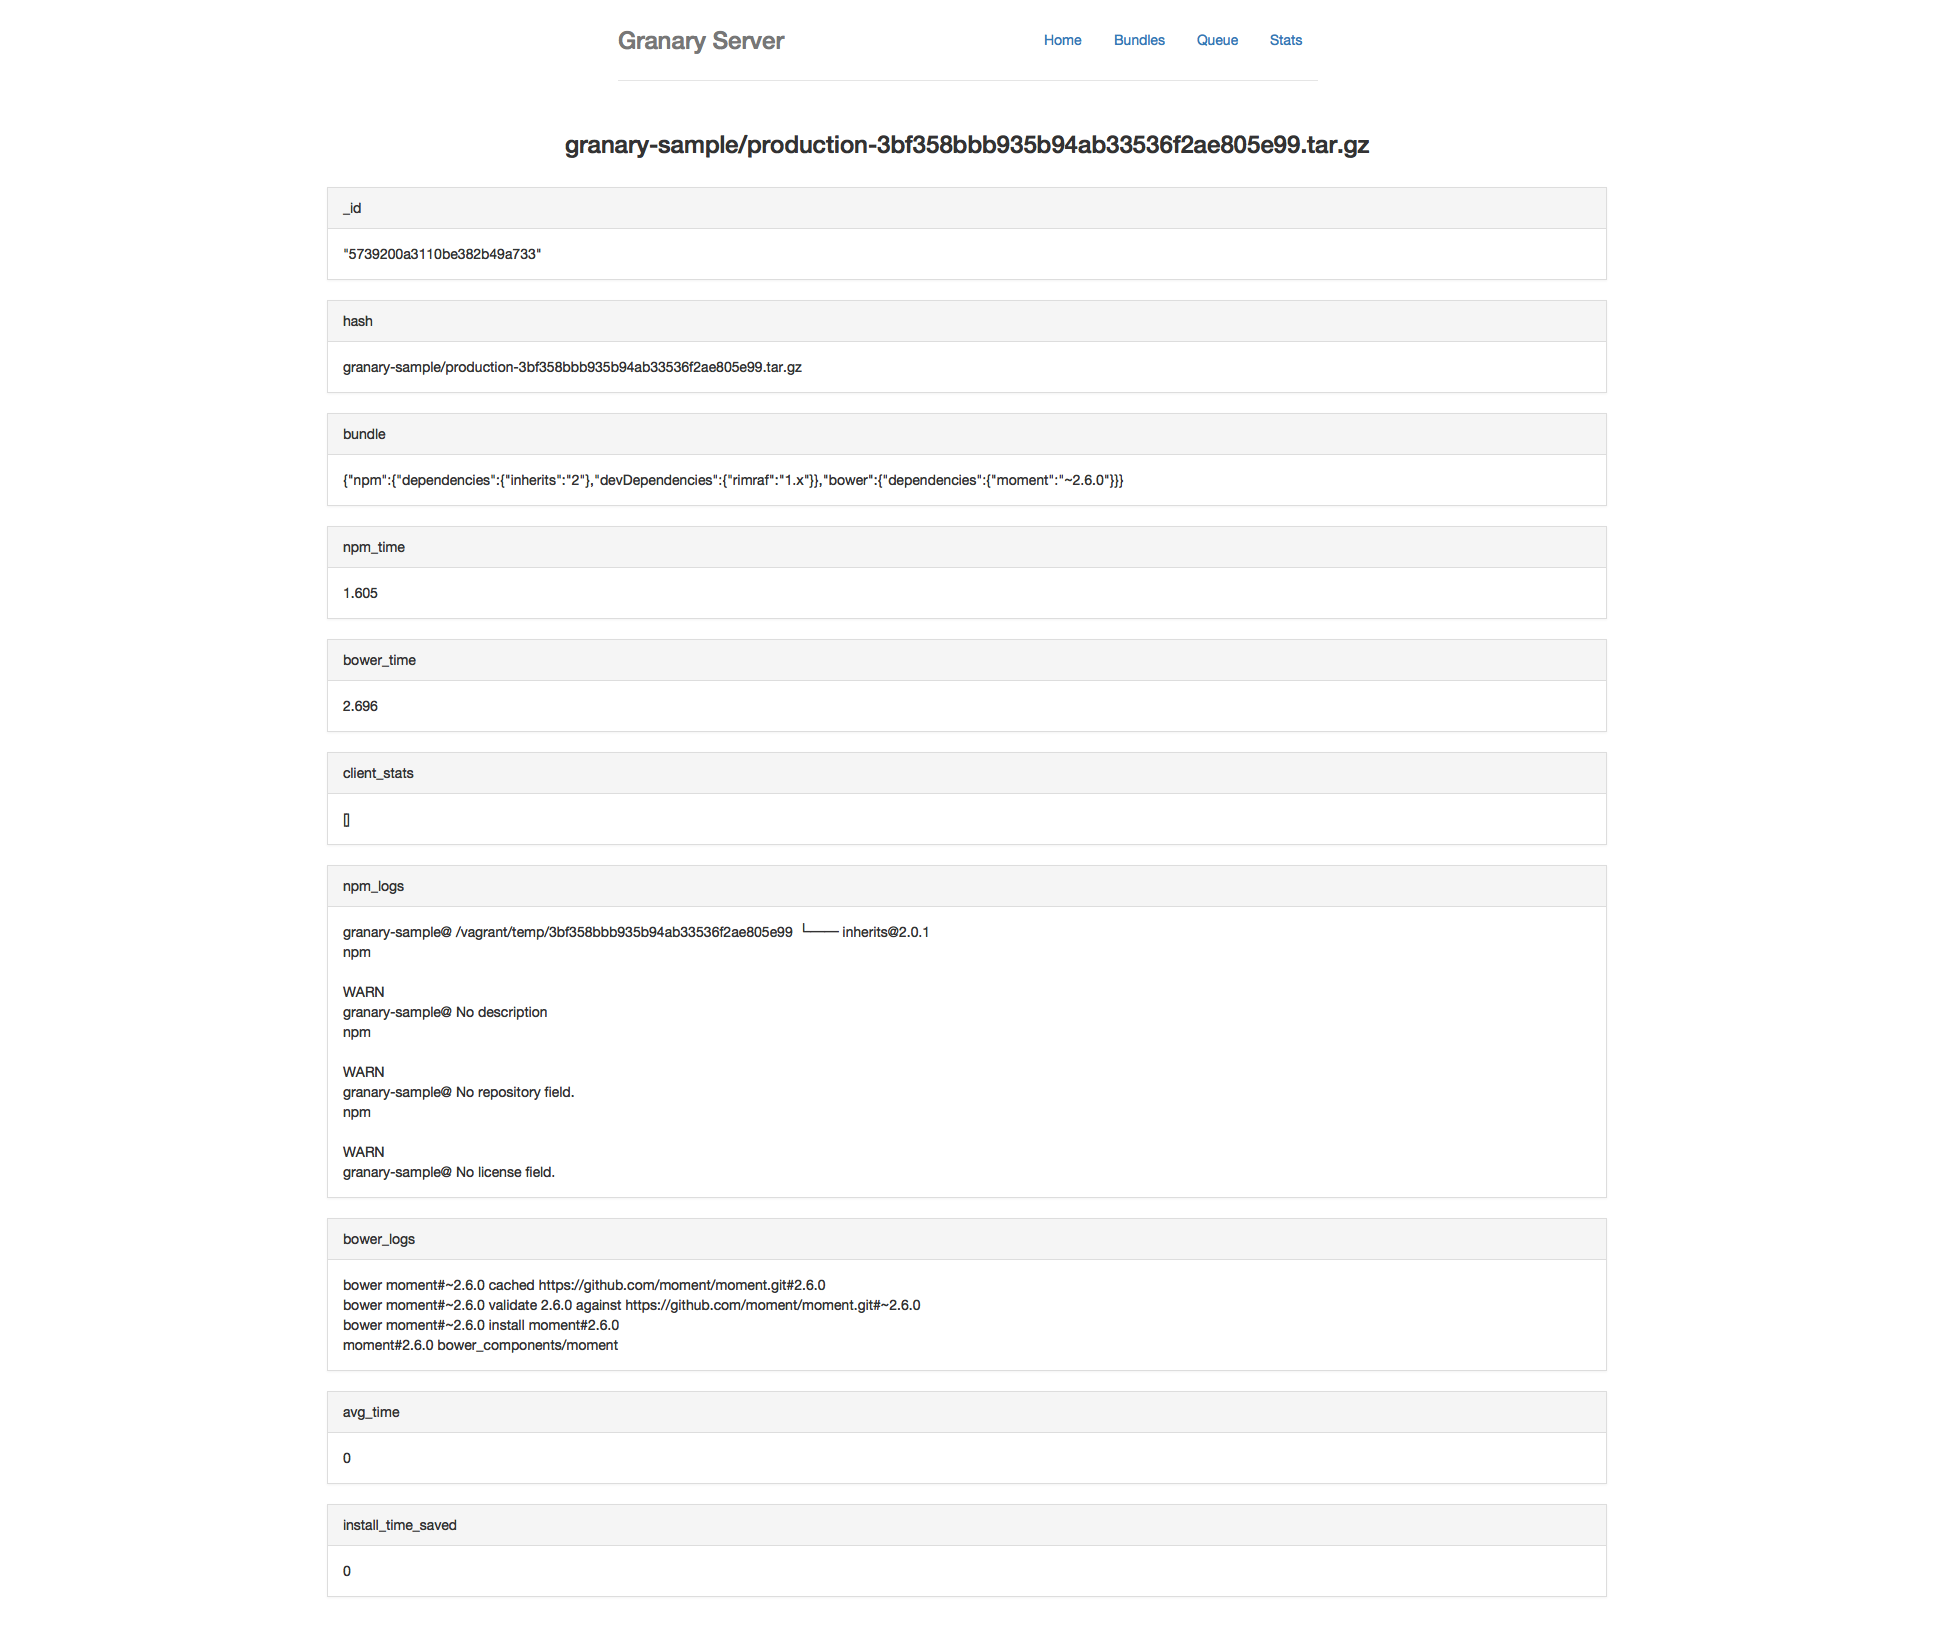 Granary Server
Home Bundles Queue Stats
granary-sample/production-3bf358bbb935b94ab33536f2ae805e99.tar.gz
_id
"5739200a3110be382b49a733"
hash
granary-sample/production-3bf358bbb935b94ab33536f2ae805e99.tar.gz
bundle
{"npm":{"dependencies":{"inherits":"2"},"devDependencies":{"rimraf":"1.x"}},"bower":{"dependencies":{"moment":"~2.6.0"}}}
npm_time
1.605
bower_time
2.696
client_stats
[]
npm_logs
granary-sample@ /vagrant/temp/3bf358bbb935b94ab33536f2ae805e99 └── inherits@2.0.1
npm
WARN
granary-sample@ No description
npm
WARN
granary-sample@ No repository field.
npm
WARN
granary-sample@ No license field.
bower_logs
bower moment#~2.6.0 cached https://github.com/moment/moment.git#2.6.0
bower moment#~2.6.0 validate 2.6.0 against https://github.com/moment/moment.git#~2.6.0
bower moment#~2.6.0 install moment#2.6.0
moment#2.6.0 bower_components/moment
avg_time
0
install_time_saved
0